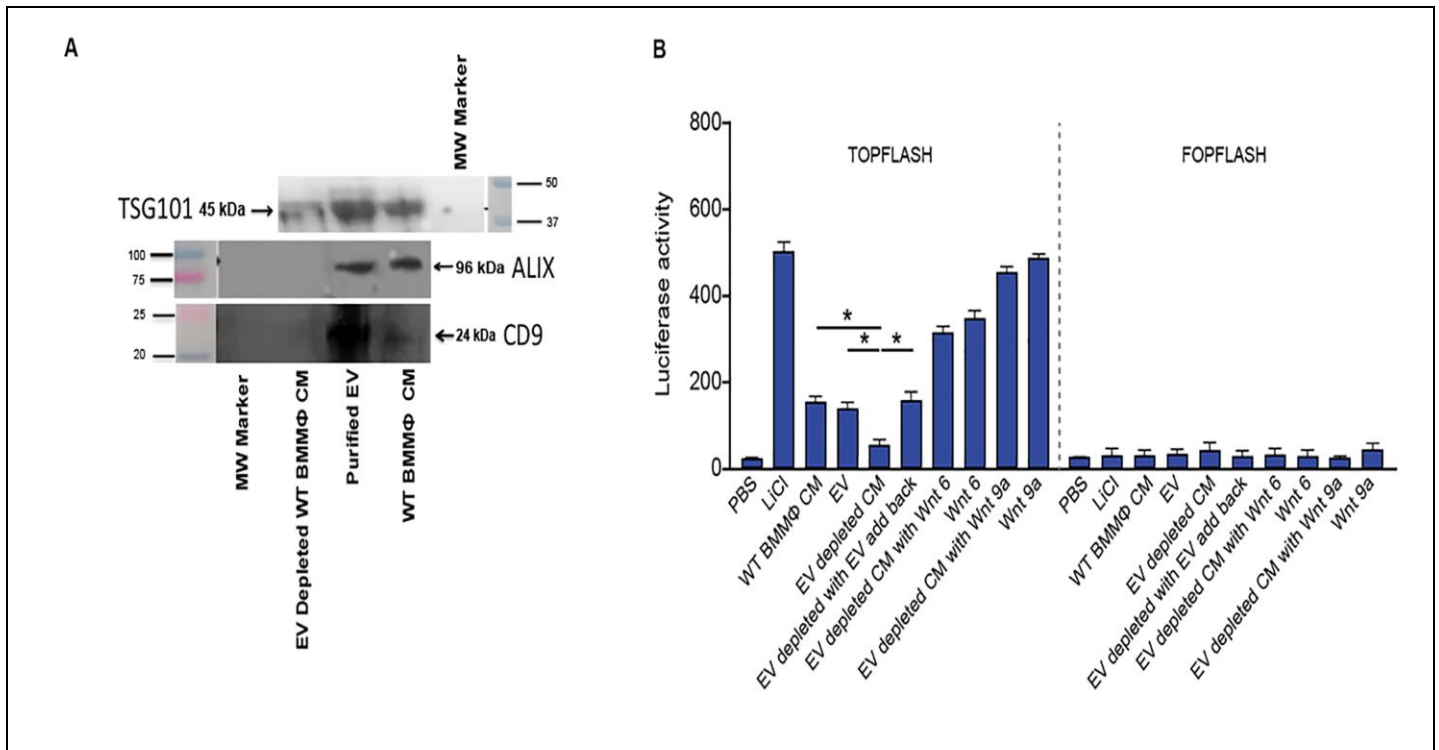 A
MW Marker
TSG101 45 kDa
50
37
100
75
96 kDa ALIX
25
20
24 kDa CD9
MW Marker
EV Depleted WT BMMΦ CM
Purified EV
WT BMMΦ CM
B
Luciferase activity
800
600
400
200
0
TOPFLASH
FOPFLASH
*
* *
PBS
LiCl
WT BMMΦ CM
EV
EV depleted CM
EV depleted with EV add back
EV depleted CM with Wnt 6
Wnt 6
EV depleted CM with Wnt 9a
Wnt 9a
PBS
LiCl
WT BMMΦ CM
EV
EV depleted CM
EV depleted with EV add back
EV depleted CM with Wnt 6
Wnt 6
EV depleted CM with Wnt 9a
Wnt 9a